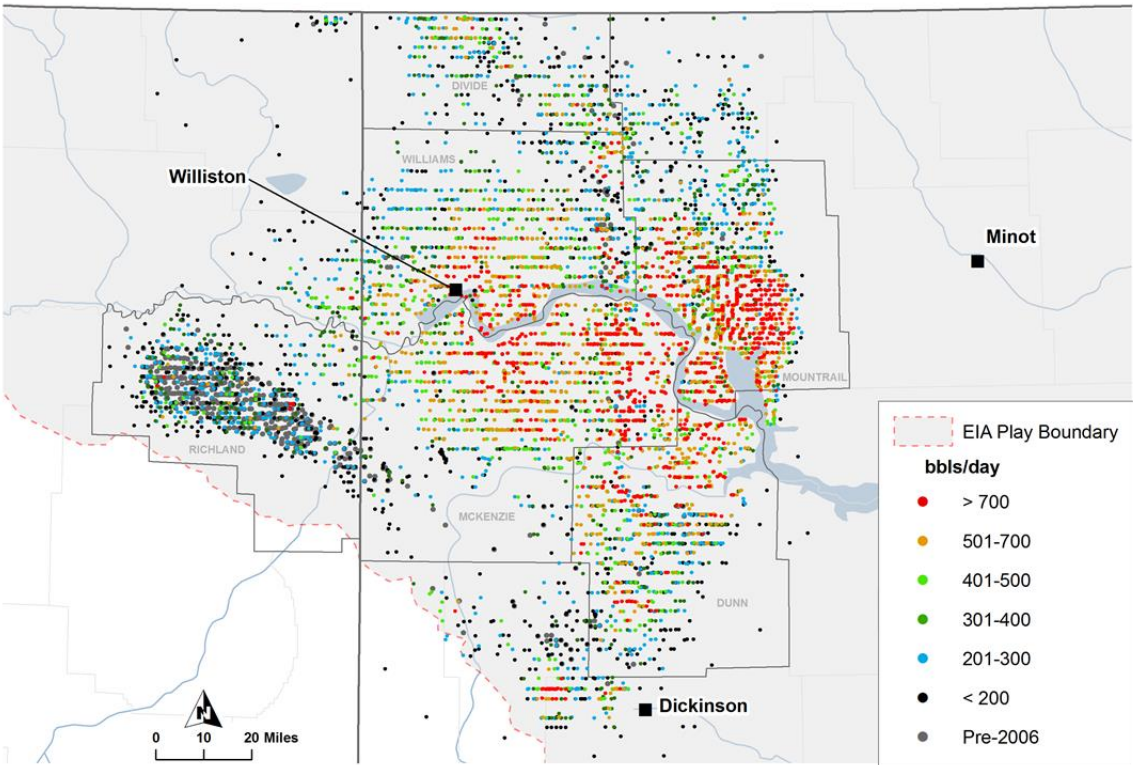 DIVIDE
WILLIAMS
Williston
Minot
MOUNTRAIL
RICHLAND
MCKENZIE
DUNN
Dickinson
N
0 10 20 Miles
EIA Play Boundary
bbls/day
> 700
501-700
401-500
301-400
201-300
< 200
Pre-2006